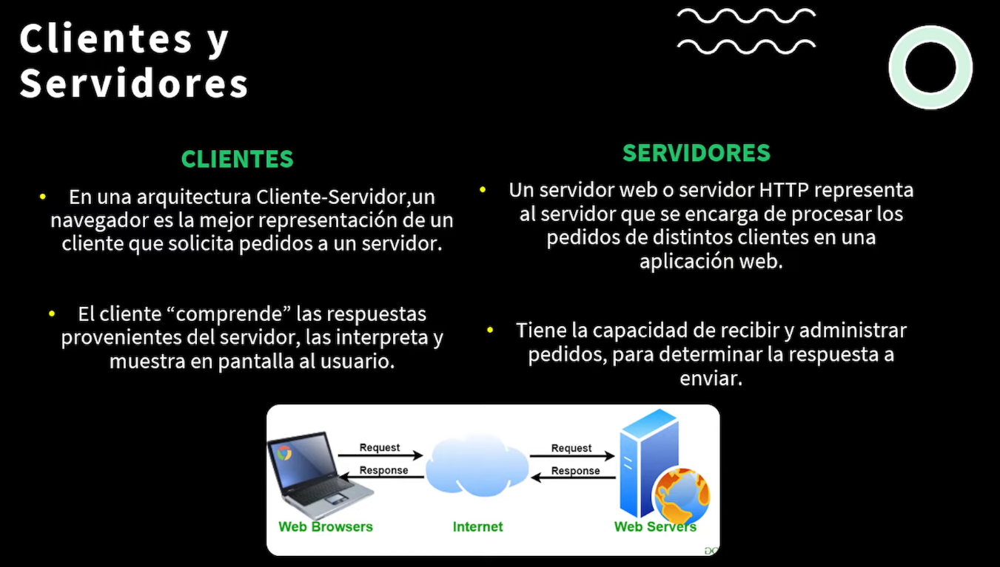 Clientes y
Servidores
CLIENTES
• En una arquitectura Cliente-Servidor,un
navegador es la mejor representación de un
cliente que solicita pedidos a un servidor.
• El cliente “comprende” las respuestas
provenientes del servidor, las interpreta y
muestra en pantalla al usuario.
SERVIDORES
• Un servidor web o servidor HTTP representa
al servidor que se encarga de procesar los
pedidos de distintos clientes en una
aplicación web.
• Tiene la capacidad de recibir y administrar
pedidos, para determinar la respuesta a
enviar.
Request
Response
Request
Response
Web Browsers
Internet
Web Servers